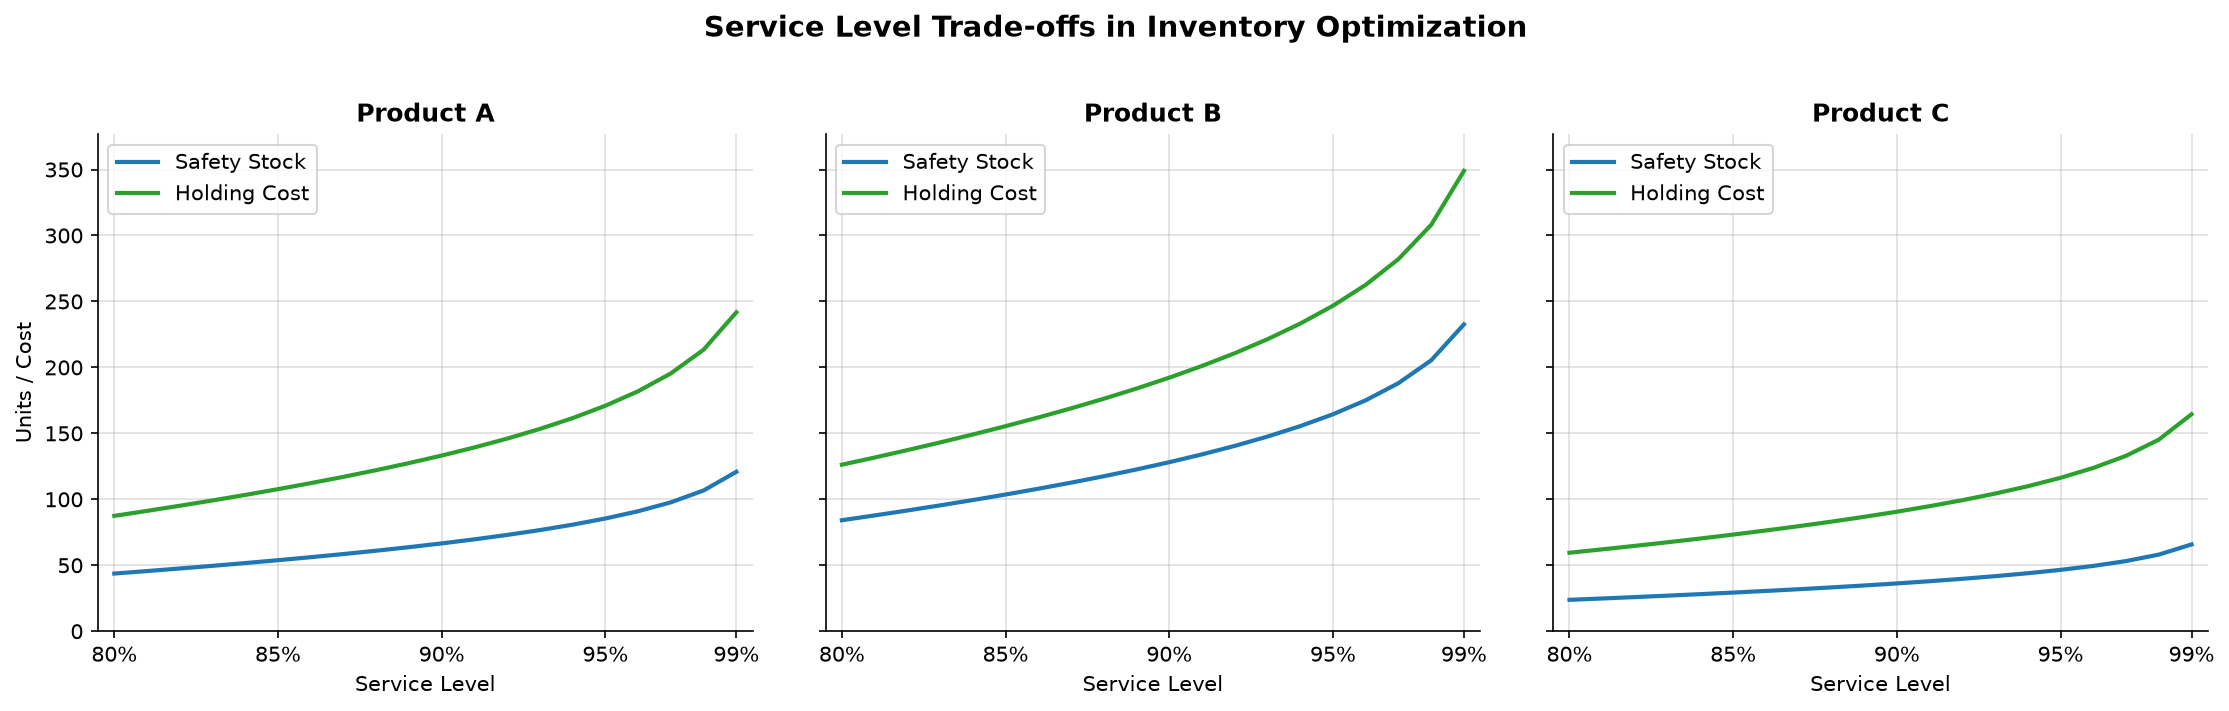 Service Level Trade-offs in Inventory Optimization
Product A
Safety Stock
Holding Cost
Units / Cost
350
300
250
200
150
100
50
0
80% 85% 90% 95% 99%
Service Level
Product B
Safety Stock
Holding Cost
80% 85% 90% 95% 99%
Service Level
Product C
Safety Stock
Holding Cost
80% 85% 90% 95% 99%
Service Level